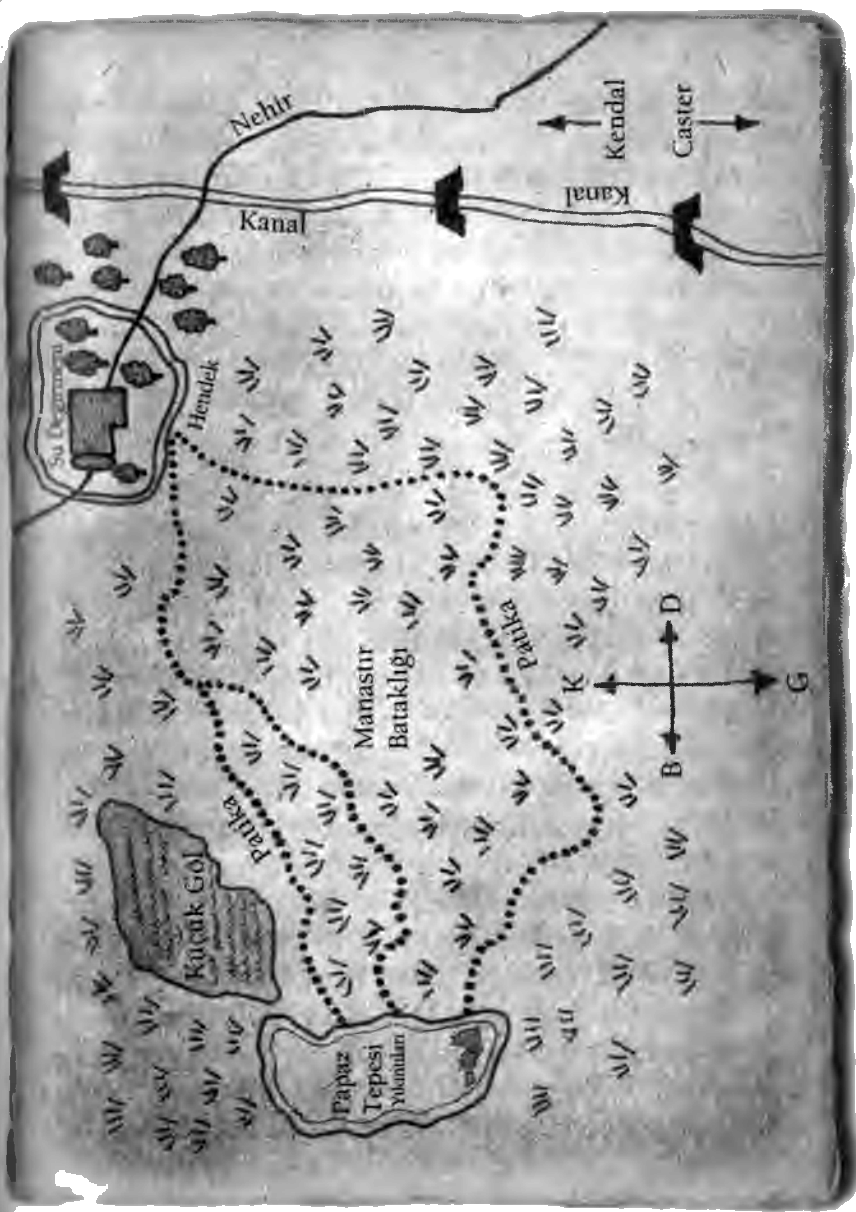 Nehir
Kanal
Kanal
Kendal
Caster
Su Değirmeni
Hendek
Patika
Patika
Manastır
Bataklığı
Küçük Göl
Papaz
Tepesi
Yıkıntıları
K
D
B
G